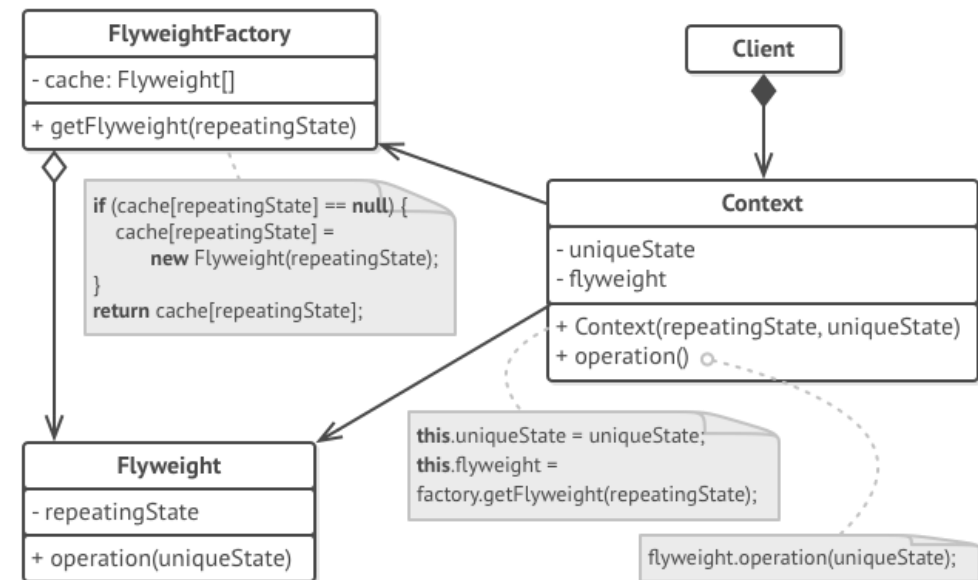 FlyweightFactory
- cache: Flyweight[]
+ getFlyweight(repeatingState)
if (cache[repeatingState] == null) {
cache[repeatingState] =
new Flyweight(repeatingState);
}
return cache[repeatingState];
Client
Context
- uniqueState
- flyweight
+ Context(repeatingState, uniqueState)
+ operation()
this.uniqueState = uniqueState;
this.flyweight =
factory.getFlyweight(repeatingState);
flyweight.operation(uniqueState);
Flyweight
- repeatingState
+ operation(uniqueState)